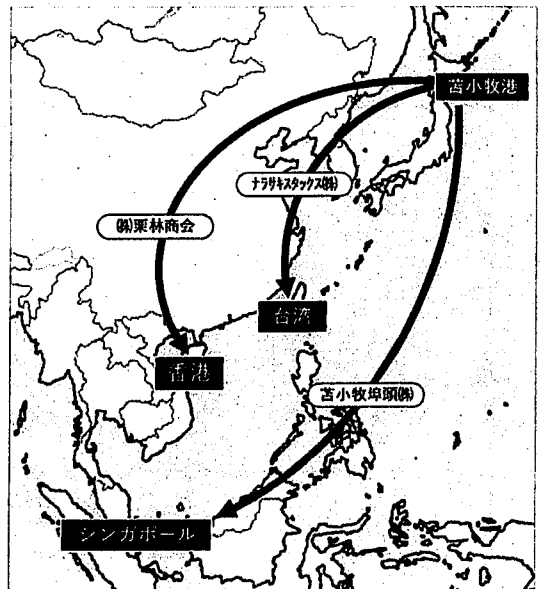 苫小牧港
ナラサキスタックス㈱
㈱栗林商会
台湾
香港
苫小牧埠頭㈱
シンガポール